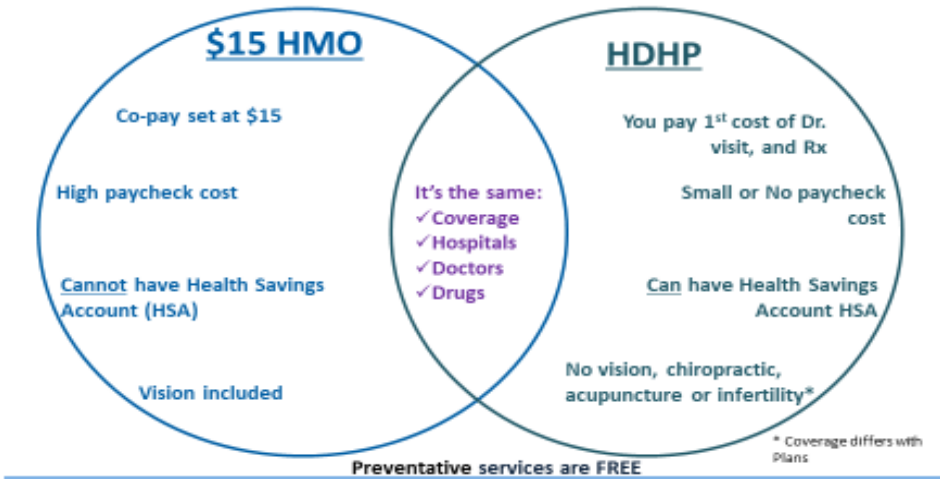 $15 HMO
Co-pay set at $15
High paycheck cost
Cannot have Health Savings
Account (HSA)
Vision included
It's the same:
✓Coverage
✓Hospitals
✓Doctors
✓Drugs
HDHP
You pay 1st cost of Dr.
visit, and Rx
Small or No paycheck
cost
Can have Health Savings
Account HSA
No vision, chiropractic,
acupuncture or infertility*
* Coverage differs with
Plans
Preventative services are FREE